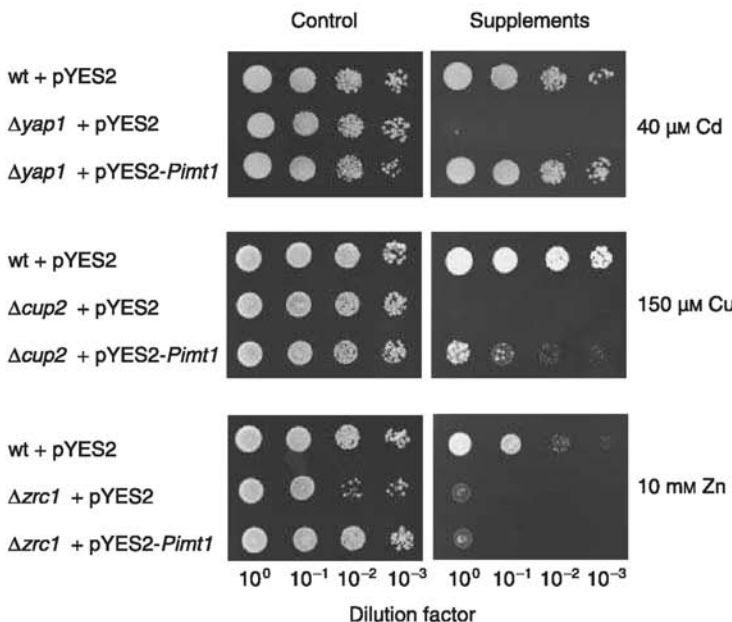 Control Supplements
wt + pYES2
Δyap1 + pYES2
Δyap1 + pYES2-Pimt1
40 µM Cd
wt + pYES2
Δcup2 + pYES2
Δcup2 + pYES2-Pimt1
150 µM Cu
wt + pYES2
Δzrc1 + pYES2
Δzrc1 + pYES2-Pimt1
10 mM Zn
10⁰ 10⁻¹ 10⁻² 10⁻³ 10⁰ 10⁻¹ 10⁻² 10⁻³
Dilution factor